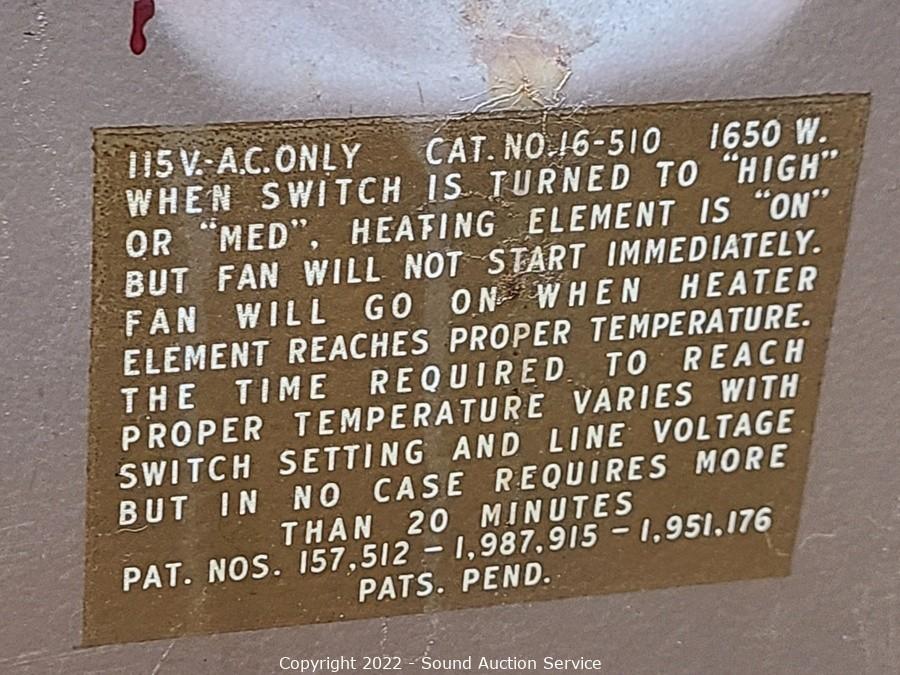 115V.-A.C. ONLY CAT. NO. 16-510 1650 W.
WHEN SWITCH IS TURNED TO "HIGH"
OR "MED", HEATING ELEMENT IS "ON"
BUT FAN WILL NOT START IMMEDIATELY.
FAN WILL GO ON WHEN HEATER
ELEMENT REACHES PROPER TEMPERATURE.
THE TIME REQUIRED TO REACH
PROPER TEMPERATURE VARIES WITH
SWITCH SETTING AND LINE VOLTAGE
BUT IN NO CASE REQUIRES MORE
THAN 20 MINUTES
PAT. NOS. 157,512 - 1,987,915 - 1,951,176
PATS. PEND.
Copyright 2022 - Sound Auction Service